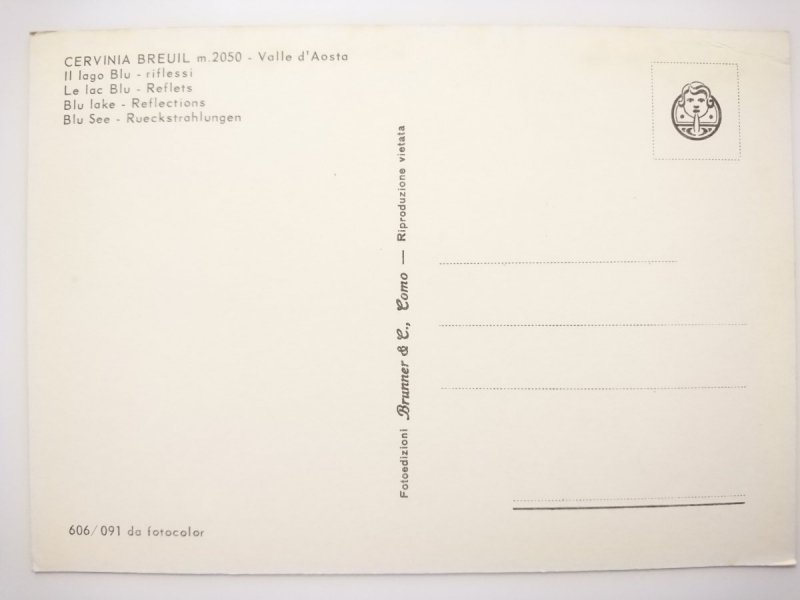 CERVINIA BREUIL m.2050 - Valle d'Aosta
Il lago Blu - riflessi
Le lac Blu - Reflets
Blu lake - Reflections
Blu See - Rueckstrahlungen
Fotoedizioni Brunner & C., Como — Riproduzione vietata
606/091 da fotocolor